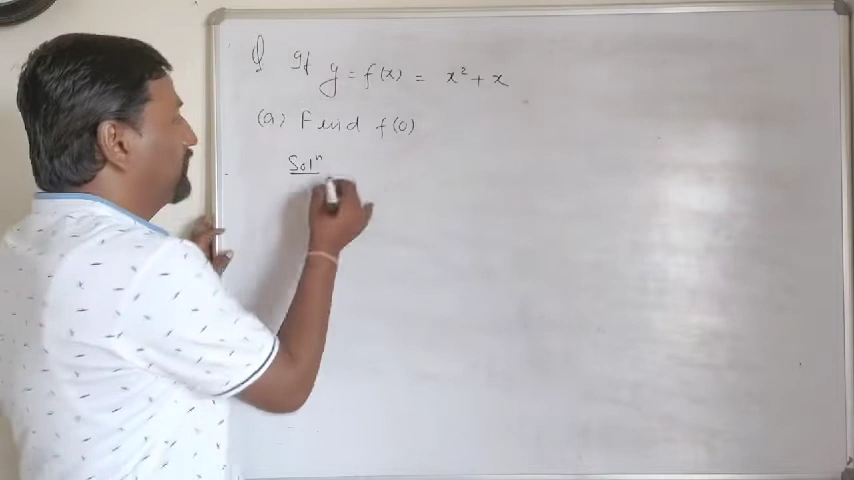 Q If y = f(x) = x² + x
(a) Find f(0)
Solⁿ